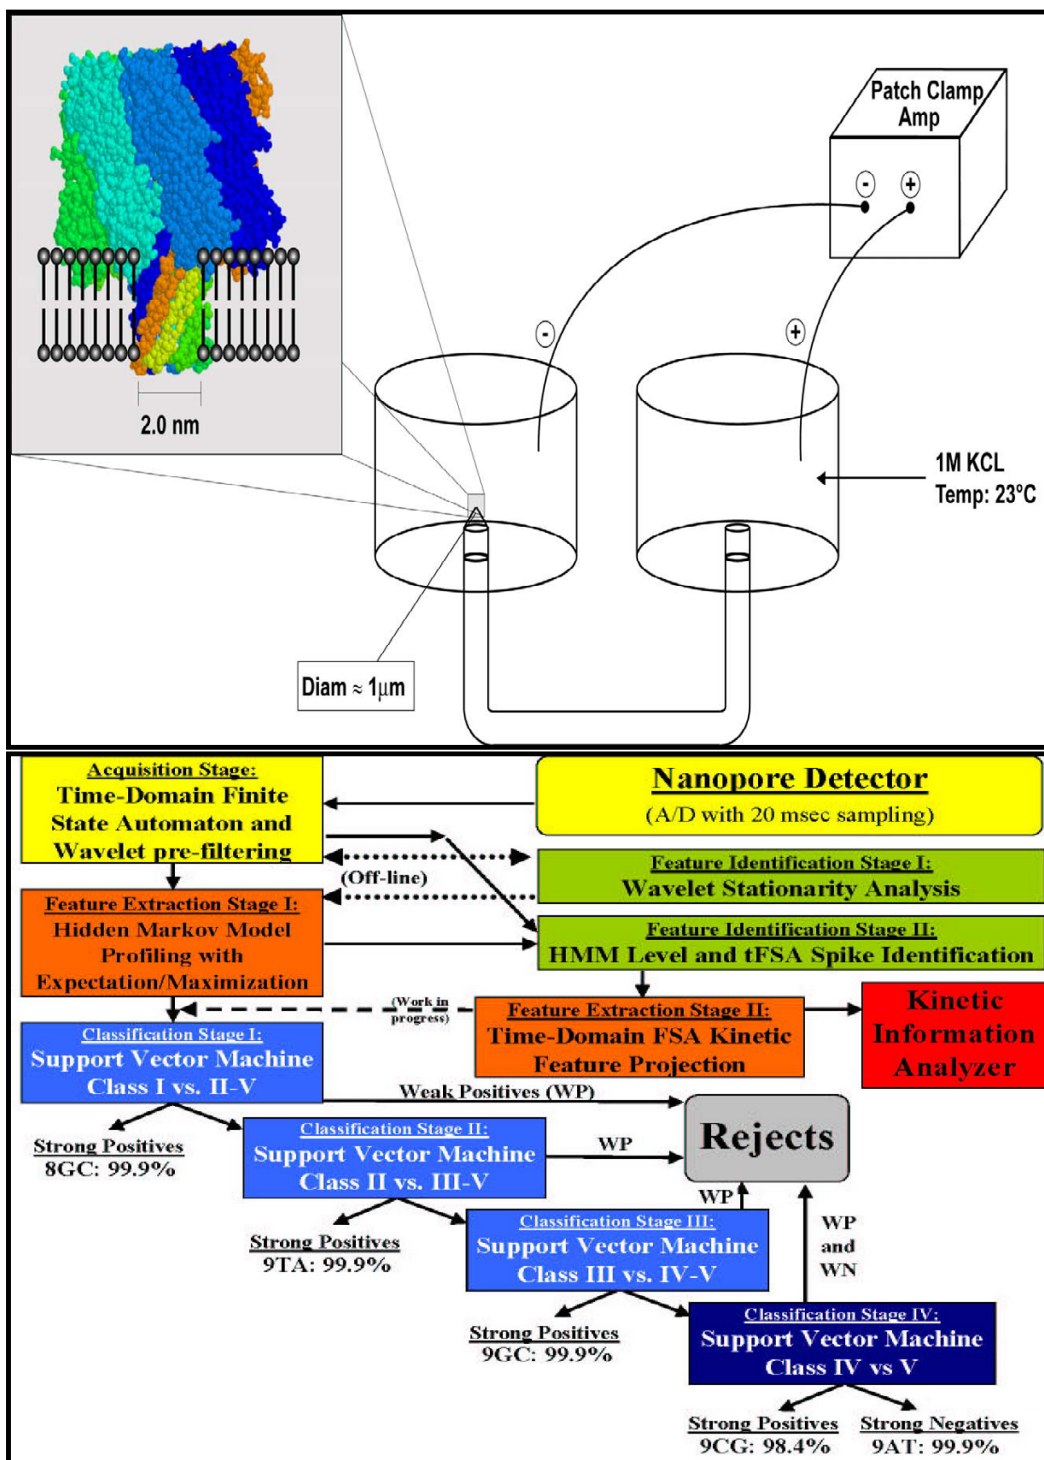 Patch Clamp
Amp
-
+
-
+
2.0 nm
1M KCL
Temp: 23°C
Diam ≈ 1μm
Acquisition Stage:
Time-Domain Finite
State Automaton and
Wavelet pre-filtering
Nanopore Detector
(A/D with 20 msec sampling)
(Off-line)
Feature Identification Stage I:
Wavelet Stationarity Analysis
Feature Extraction Stage I:
Hidden Markov Model
Profiling with
Expectation/Maximization
Feature Identification Stage II:
HMM Level and tFSA Spike Identification
(Work in
progress)
Feature Extraction Stage II:
Time-Domain FSA Kinetic
Feature Projection
Kinetic
Information
Analyzer
Classification Stage I:
Support Vector Machine
Class I vs. II-V
Weak Positives (WP)
Rejects
Strong Positives
8GC: 99.9%
Classification Stage II:
Support Vector Machine
Class II vs. III-V
WP
WP
WP
and
WN
Strong Positives
9TA: 99.9%
Classification Stage III:
Support Vector Machine
Class III vs. IV-V
Strong Positives
9GC: 99.9%
Classification Stage IV:
Support Vector Machine
Class IV vs V
Strong Positives
9CG: 98.4%
Strong Negatives
9AT: 99.9%